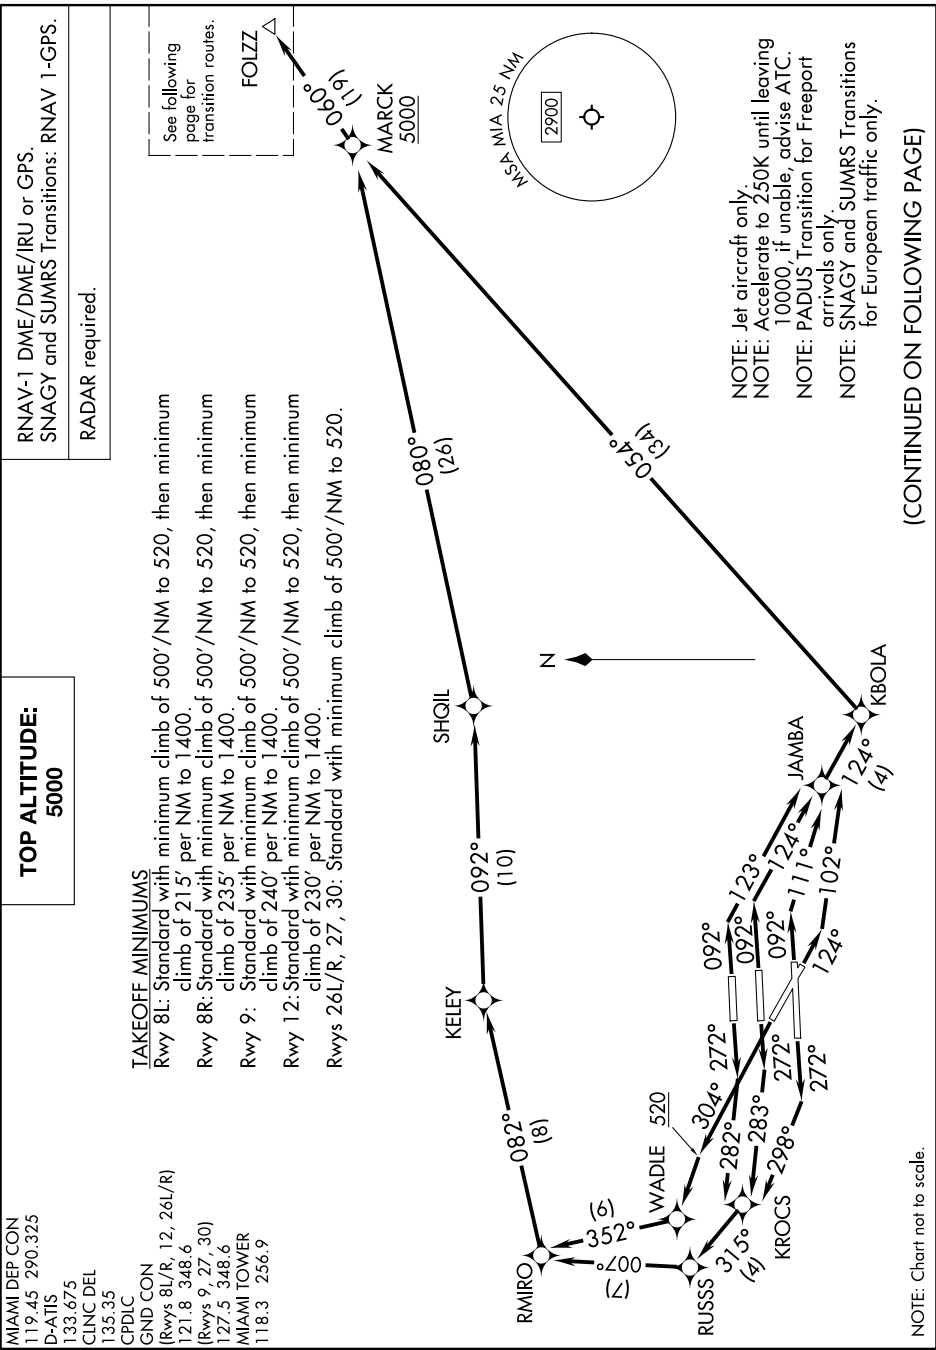 MIAMI DEP CON
119.45 290.325
D-ATIS
133.675
CLNC DEL
135.35
CPDLC
GND CON
(Rwys 8L/R, 12, 26L/R)
121.8 348.6
(Rwys 9, 27, 30)
127.5 348.6
MIAMI TOWER
118.3 256.9
TOP ALTITUDE:
5000
RNAV-1 DME/DME/IRU or GPS.
SNAGY and SUMRS Transitions: RNAV 1-GPS.
RADAR required.
TAKEOFF MINIMUMS
Rwy 8L: Standard with minimum climb of 500'/NM to 520, then minimum
climb of 215' per NM to 1400.
Rwy 8R: Standard with minimum climb of 500'/NM to 520, then minimum
climb of 235' per NM to 1400.
Rwy 9: Standard with minimum climb of 500'/NM to 520, then minimum
climb of 240' per NM to 1400.
Rwy 12: Standard wtih minimum climb of 500'/NM to 520, then minimum
climb of 230' per NM to 1400.
Rwys 26L/R, 27, 30: Standard wtih minimum climb of 500'/NM to 520.
See following
page for
transition routes.
FOLZZ
060°
(19)
MARCK
5000
MSA MIA 25 NM
2900
080°
(26)
SHQIL
092°
(10)
KELEY
082°
(8)
RMIRO
352°
(6)
007°
(7)
WADLE
520
RUSSS
315°
(4)
KROCS
304°
282°
283°
298°
272°
272°
272°
092°
092°
092°
124°
123°
124°
111°
102°
JAMBA
124°
(4)
KBOLA
054°
(34)
N
NOTE: Jet aircraft only.
NOTE: Accelerate to 250K until leaving
10000, if unable, advise ATC.
NOTE: PADUS Transition for Freeport
arrivals only.
NOTE: SNAGY and SUMRS Transitions
for European traffic only.
NOTE: Chart not to scale.
(CONTINUED ON FOLLOWING PAGE)